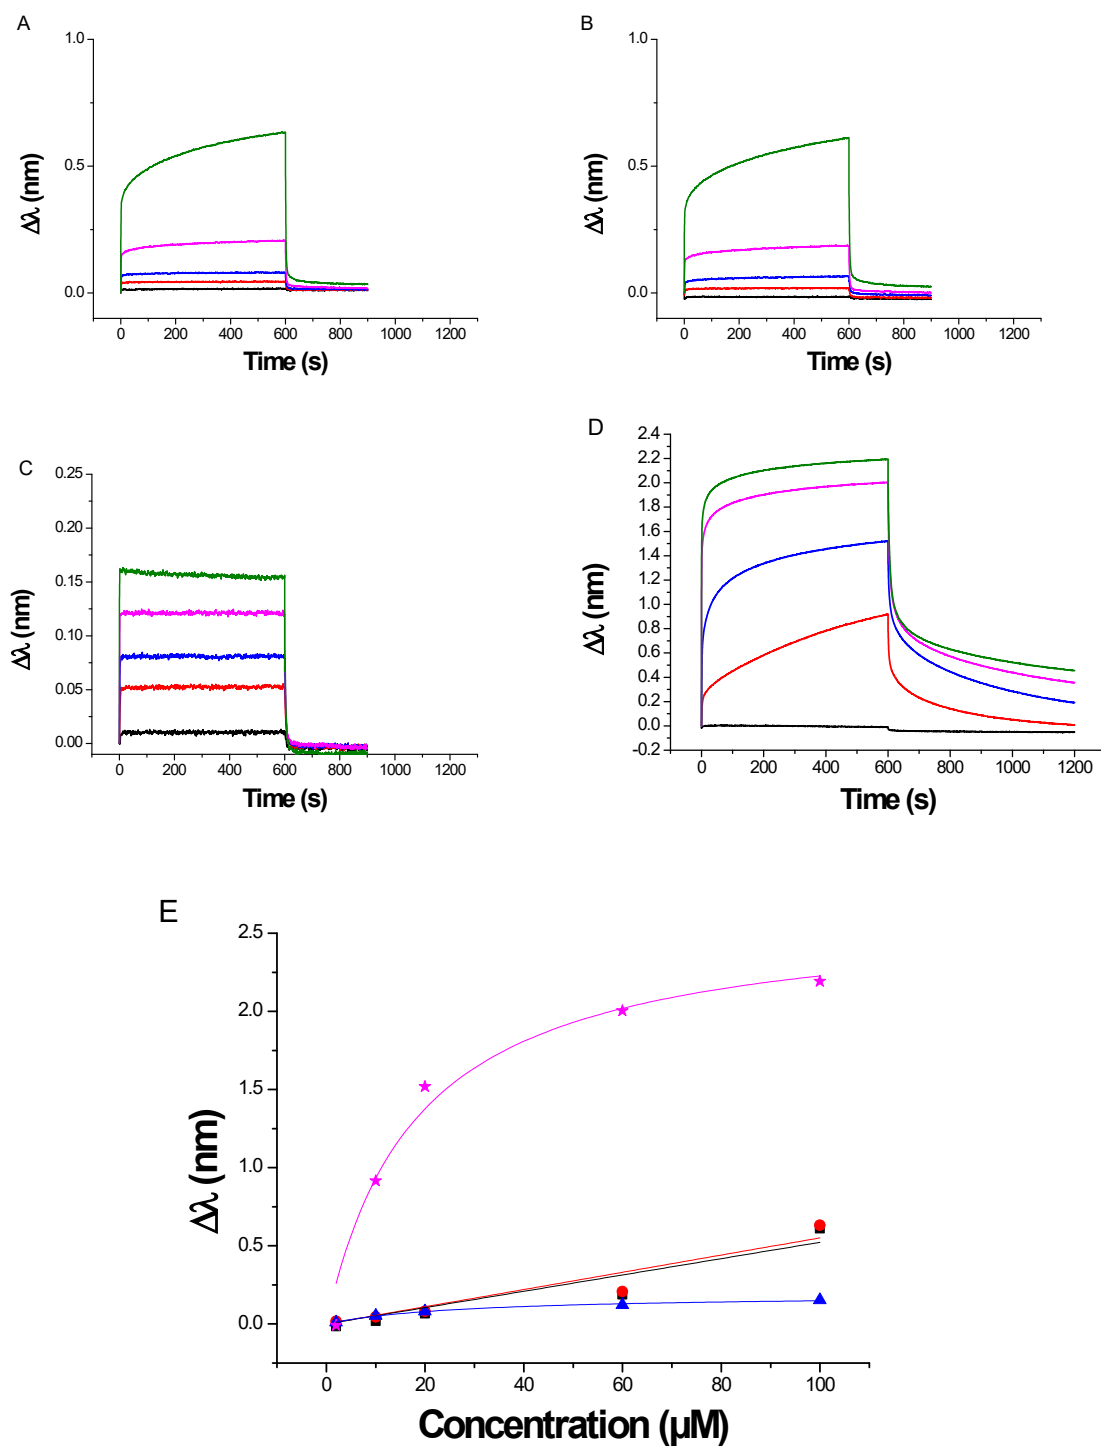 A
B
1.0
1.0
0.5
0.5
0.0
0.0
Δλ (nm)
Δλ (nm)
0 200 400 600 800 1000 1200
0 200 400 600 800 1000 1200
Time (s)
Time (s)
C
D
0.25
0.20
0.15
0.10
0.05
0.00
Δλ (nm)
0 200 400 600 800 1000 1200
Time (s)
2.4
2.2
2.0
1.8
1.6
1.4
1.2
1.0
0.8
0.6
0.4
0.2
0.0
-0.2
Δλ (nm)
0 200 400 600 800 1000 1200
Time (s)
E
2.5
2.0
1.5
1.0
0.5
0.0
Δλ (nm)
0 20 40 60 80 100
Concentration (µM)